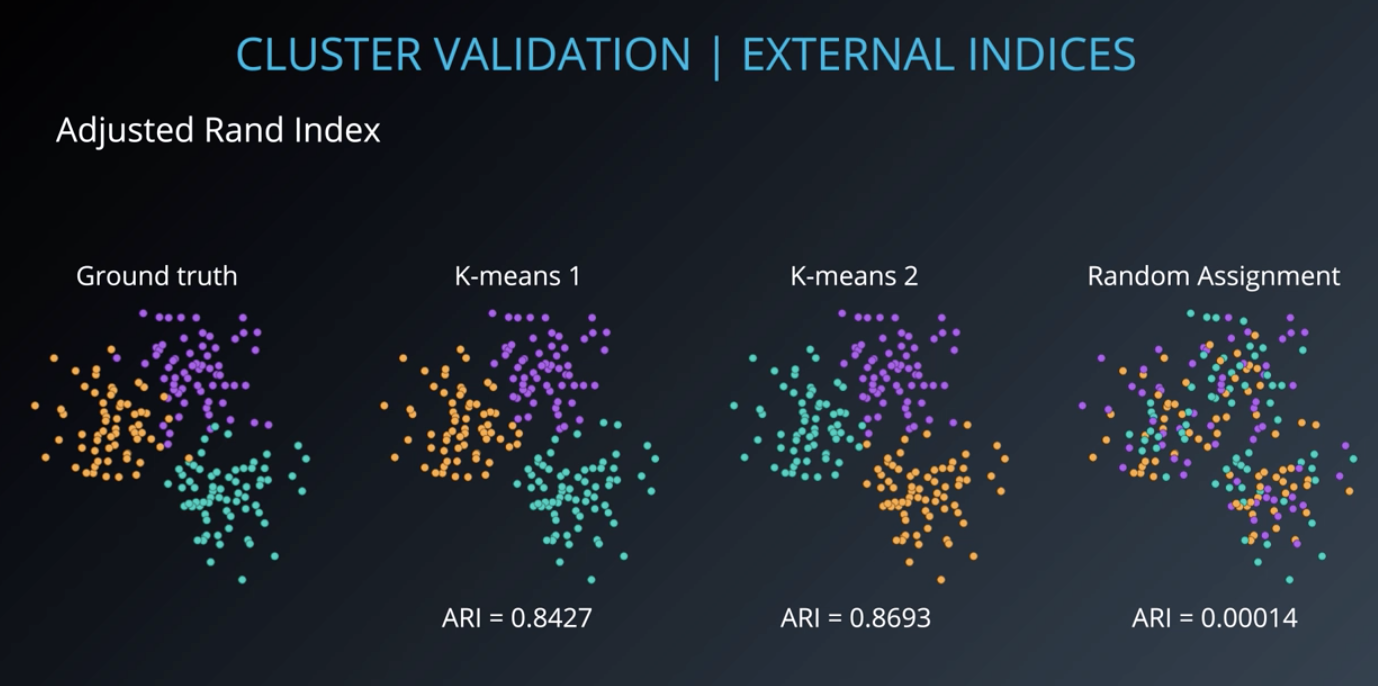 CLUSTER VALIDATION | EXTERNAL INDICES
Adjusted Rand Index
Ground truth
K-means 1
K-means 2
Random Assignment
ARI = 0.8427
ARI = 0.8693
ARI = 0.00014